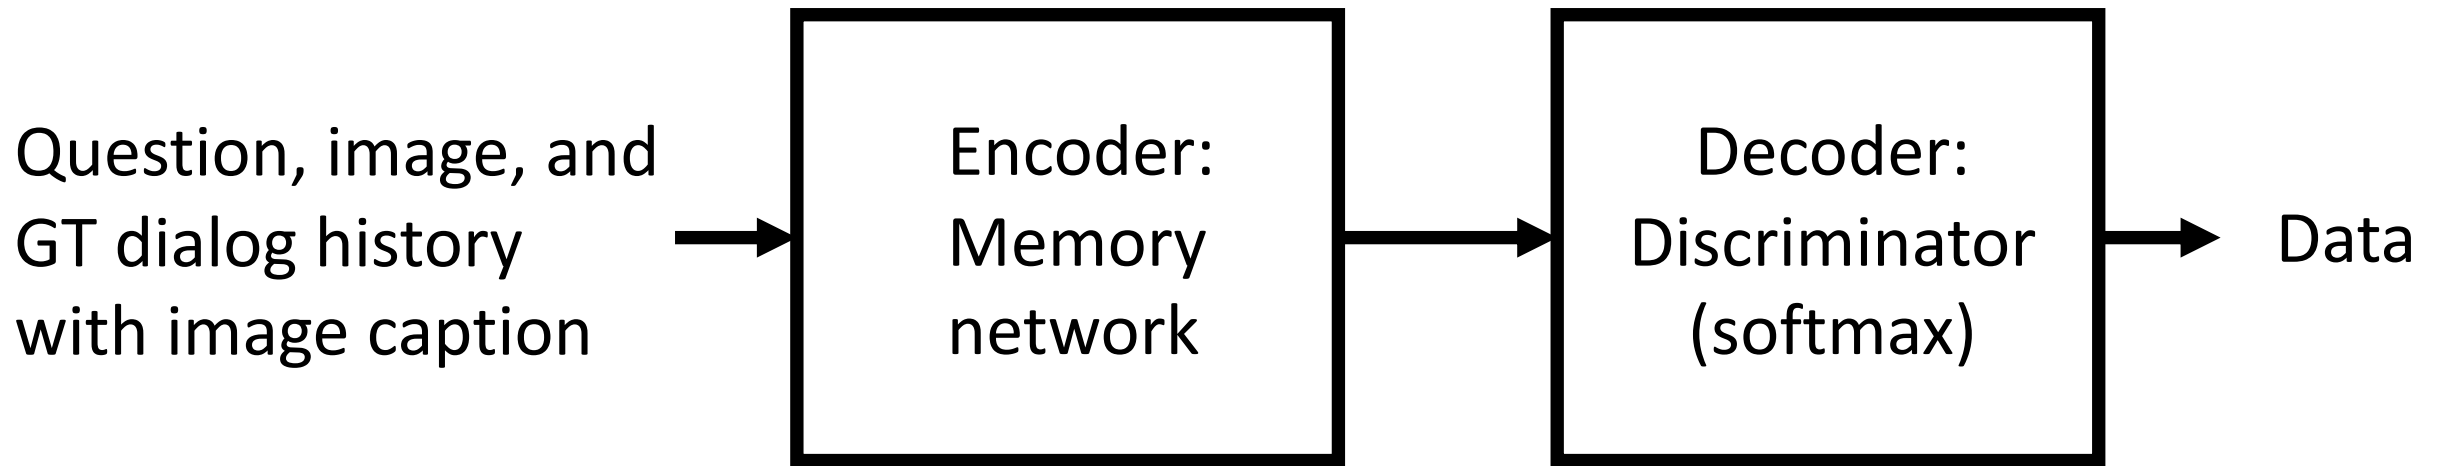 Question, image, and
GT dialog history
with image caption
Encoder:
Memory
network
Decoder:
Discriminator
(softmax)
Data